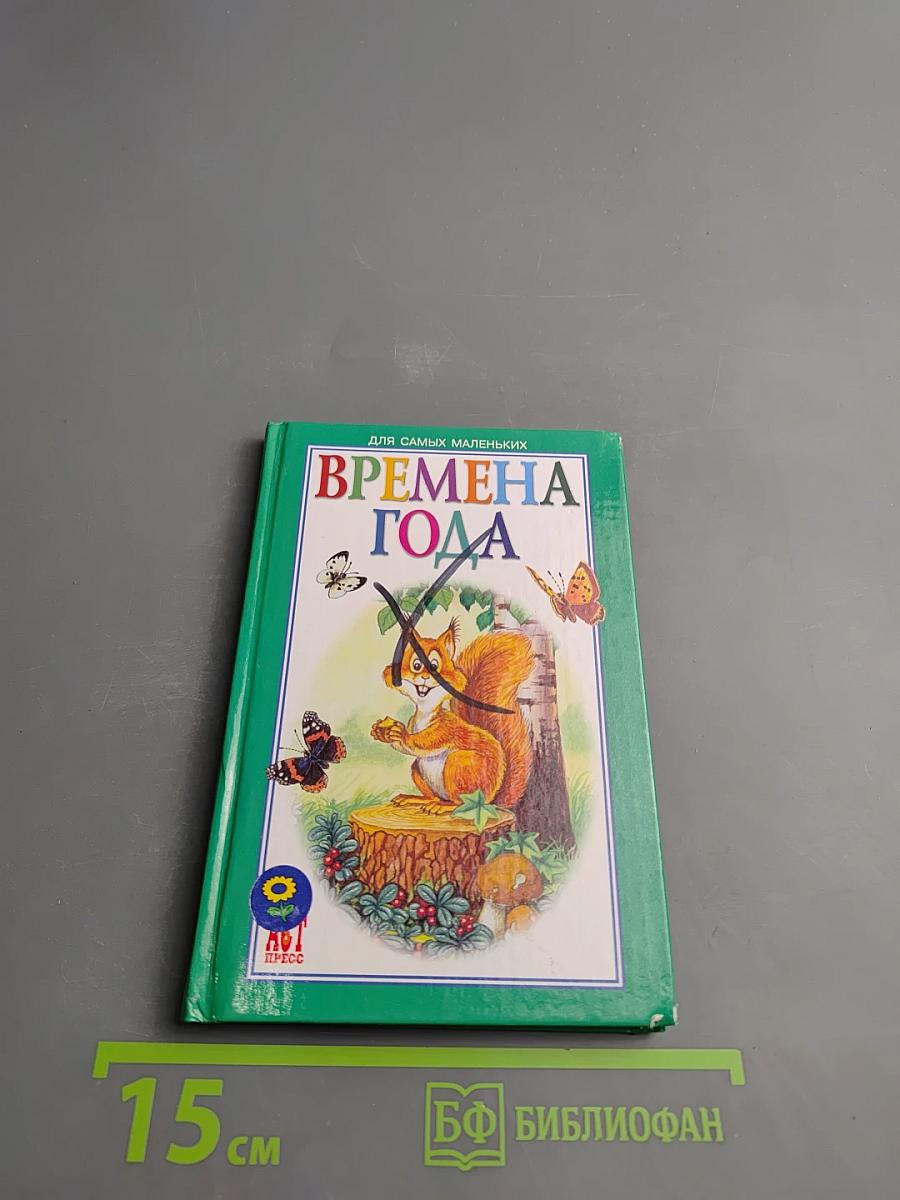 ДЛЯ САМЫХ МАЛЕНЬКИХ
ВРЕМЕНА
ГОДА
АСТ
ПРЕСС
15 см
БФ БИБЛИОФАН